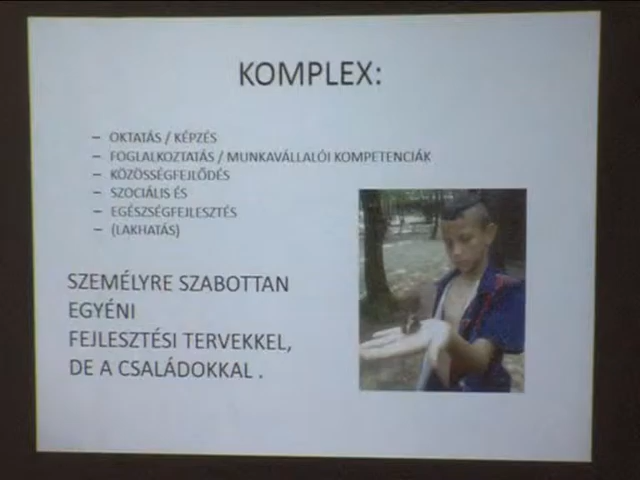 KOMPLEX:
– OKTATÁS / KÉPZÉS
– FOGLALKOZTATÁS / MUNKAVÁLLALÓI KOMPETENCIÁK
– KÖZÖSSÉGFEJLŐDÉS
– SZOCIÁLIS ÉS
– EGÉSZSÉGFEJLESZTÉS
– (LAKHATÁS)
SZEMÉLYRE SZABOTTAN
EGYÉNI
FEJLESZTÉSI TERVEKKEL,
DE A CSALÁDOKKAL .